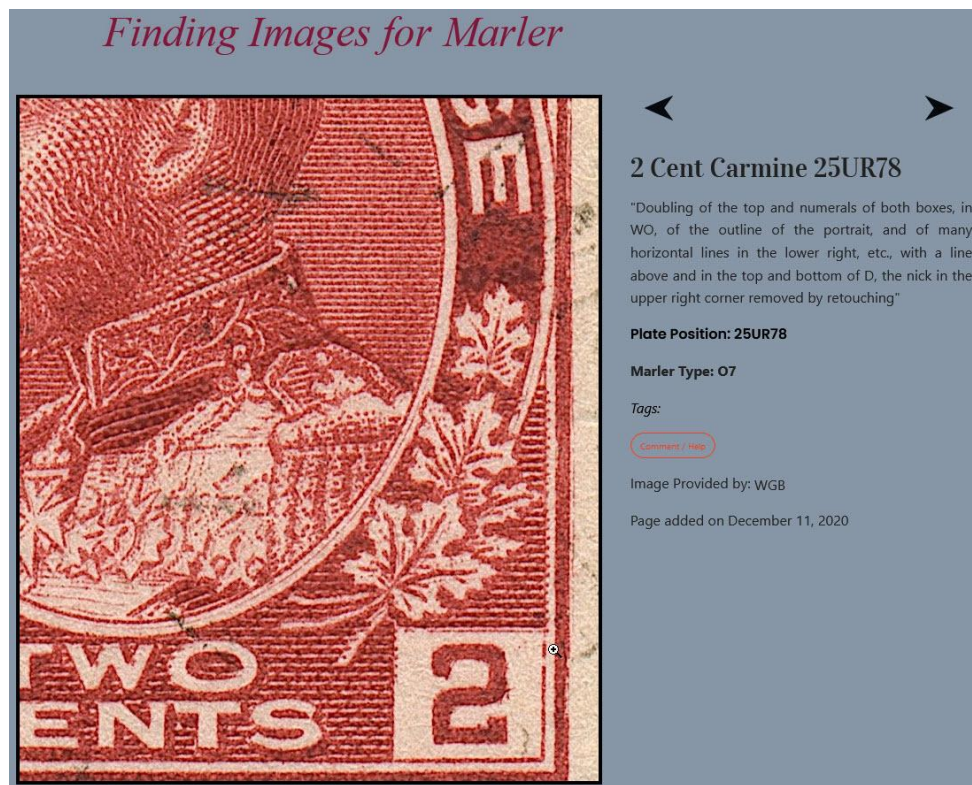 Finding Images for Marler
SE
TWO
ENTS
2
2 Cent Carmine 25UR78
"Doubling of the top and numerals of both boxes, in
WO, of the outline of the portrait, and of many
horizontal lines in the lower right, etc., with a line
above and in the top and bottom of D, the nick in the
upper right corner removed by retouching"
Plate Position: 25UR78
Marler Type: O7
Tags:
Comment / Help
Image Provided by: WGB
Page added on December 11, 2020